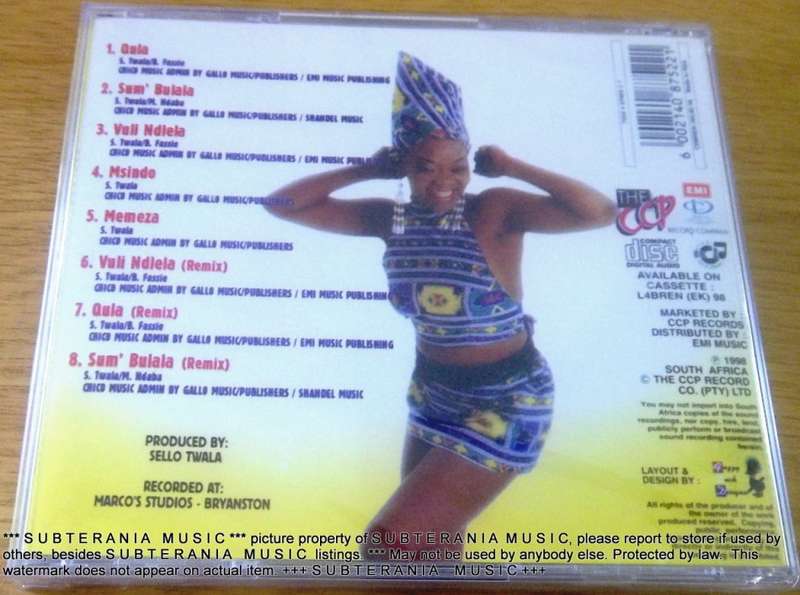 1. Qula
S. Twala/B. Fassie
CHICO MUSIC ADMIN BY GALLO MUSIC/PUBLISHERS / EMI MUSIC PUBLISHING
2. Sum' Bulala
S. Twala/M. Ndaba
CHICO MUSIC ADMIN BY GALLO MUSIC/PUBLISHERS / SHANDEL MUSIC
3. Vuli Ndlela
S. Twala/B. Fassie
CHICO MUSIC ADMIN BY GALLO MUSIC/PUBLISHERS / EMI MUSIC PUBLISHING
4. Msindo
S. Twala
CHICO MUSIC ADMIN BY GALLO MUSIC/PUBLISHERS
5. Memeza
S. Twala
CHICO MUSIC ADMIN BY GALLO MUSIC/PUBLISHERS
6. Vuli Ndlela (Remix)
S. Twala/B. Fassie
CHICO MUSIC ADMIN BY GALLO MUSIC/PUBLISHERS / EMI MUSIC PUBLISHING
7. Qula (Remix)
S. Twala/B. Fassie
CHICO MUSIC ADMIN BY GALLO MUSIC/PUBLISHERS / EMI MUSIC PUBLISHING
8. Sum' Bulala (Remix)
S. Twala/M. Ndaba
CHICO MUSIC ADMIN BY GALLO MUSIC/PUBLISHERS / SHANDEL MUSIC
PRODUCED BY:
SELLO TWALA
RECORDED AT:
MARCO'S STUDIOS - BRYANSTON
6 002140 875221
THE CCP
RECORD COMPANY
EMI
COMPACT
disc
DIGITAL AUDIO
AVAILABLE ON
CASSETTE :
L4BREN (EK) 98
MARKETED BY :
CCP RECORDS
DISTRIBUTED BY :
EMI MUSIC
℗ 1998
SOUTH AFRICA
© THE CCP RECORD
CO. (PTY) LTD
You may not import into South
Africa copies of the sound
recordings, nor copy, hire, lend,
publicly perform or broadcast
sound recording contained
herein.
LAYOUT &
DESIGN BY :
All rights of the producer and of
the owner of the work
produced reserved. Copying,
public performance
*** S U B T E R A N I A M U S I C *** picture property of S U B T E R A N I A M U S I C, please report to store if used by
others, besides S U B T E R A N I A M U S I C listings. *** May not be used by anybody else. Protected by law. This
watermark does not appear on actual item. +++ S U B T E R A N I A M U S I C +++